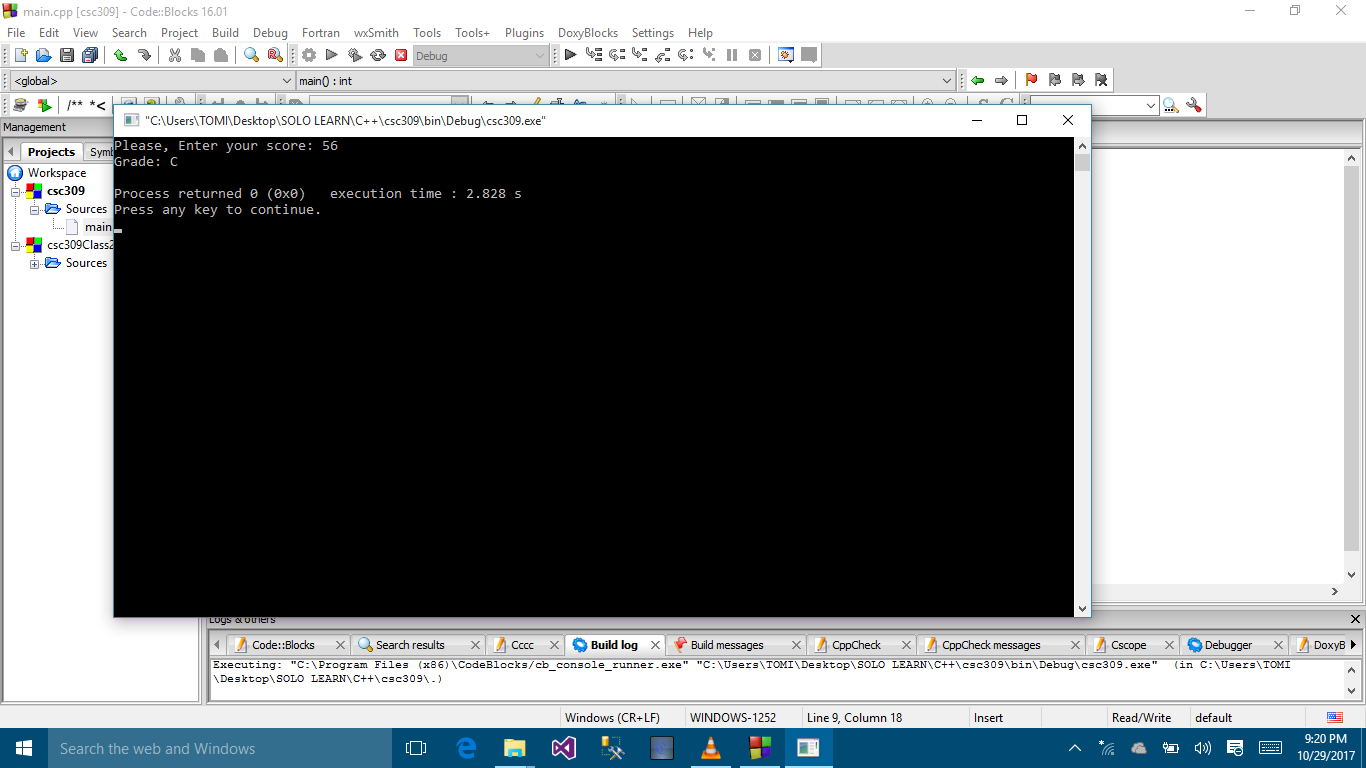 main.cpp [csc309] - Code::Blocks 16.01
File Edit View Search Project Build Debug Fortran wxSmith Tools Tools+ Plugins DoxyBlocks Settings Help
Debug
<global> main() : int
/** *<
Management
"C:\Users\TOMI\Desktop\SOLO LEARN\C++\csc309\bin\Debug\csc309.exe"
Projects Symb
Please, Enter your score: 56
Grade: C
Process returned 0 (0x0) execution time : 2.828 s
Press any key to continue.
Workspace
csc309
Sources
main
csc309Class2
Sources
Logs & others
Code::Blocks Search results Cccc Build log Build messages CppCheck CppCheck messages Cscope Debugger DoxyB
Executing: "C:\Program Files (x86)\CodeBlocks/cb_console_runner.exe" "C:\Users\TOMI\Desktop\SOLO LEARN\C++\csc309\bin\Debug\csc309.exe" (in C:\Users\TOMI
\Desktop\SOLO LEARN\C++\csc309\.)
Windows (CR+LF) WINDOWS-1252 Line 9, Column 18 Insert Read/Write default
Search the web and Windows
9:20 PM
10/29/2017